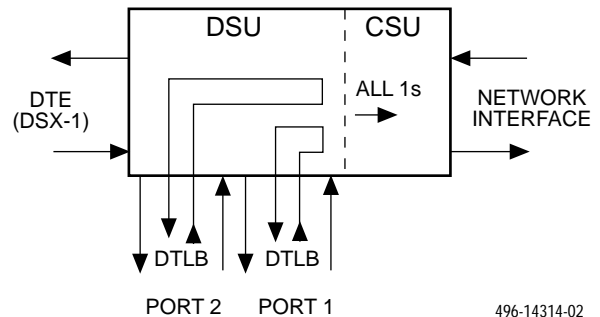 DSU
CSU
ALL 1s
DTE
(DSX-1)
NETWORK
INTERFACE
DTLB
DTLB
PORT 2
PORT 1
496-14314-02